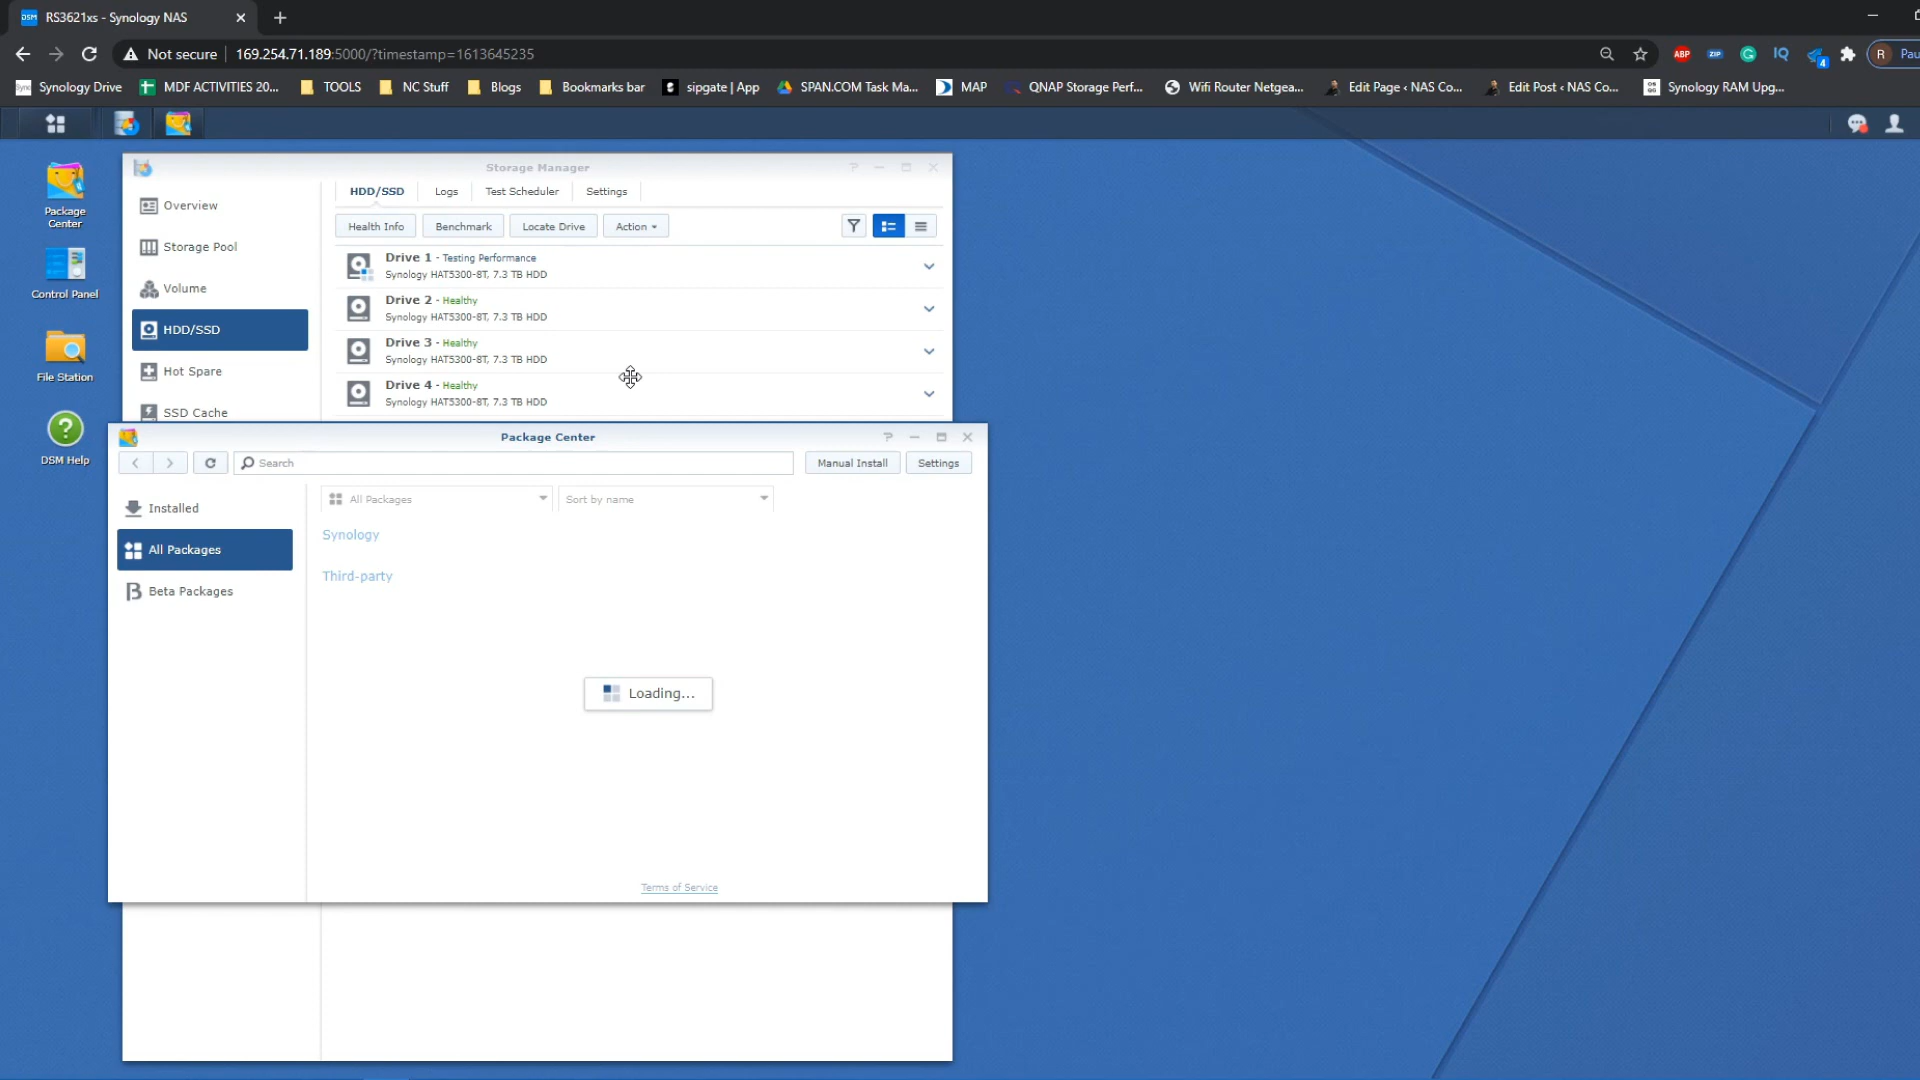 DSM RS3621xs - Synology NAS
Not secure 169.254.71.189:5000/?timestamp=1613645235
ABP ZIP G IQ 4 R Pau
Synology Drive MDF ACTIVITIES 20... TOOLS NC Stuff Blogs Bookmarks bar sipgate | App SPAN.COM Task Ma... MAP QNAP Storage Perf... Wifi Router Netgea... Edit Page ‹ NAS Co... Edit Post ‹ NAS Co... Synology RAM Upg...
Package
Center
Control Panel
File Station
DSM Help
Storage Manager
Overview
Storage Pool
Volume
HDD/SSD
Hot Spare
SSD Cache
HDD/SSD Logs Test Scheduler Settings
Health Info Benchmark Locate Drive Action
Drive 1 - Testing Performance
Synology HAT5300-8T, 7.3 TB HDD
Drive 2 - Healthy
Synology HAT5300-8T, 7.3 TB HDD
Drive 3 - Healthy
Synology HAT5300-8T, 7.3 TB HDD
Drive 4 - Healthy
Synology HAT5300-8T, 7.3 TB HDD
Package Center
Search Manual Install Settings
Installed
All Packages
Beta Packages
All Packages Sort by name
Synology
Third-party
Loading...
Terms of Service